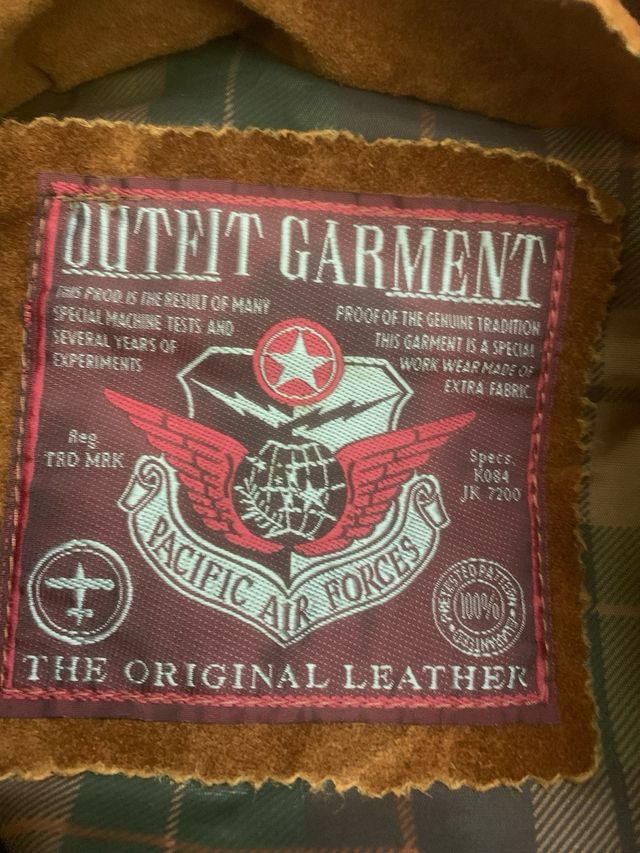 OUTFIT GARMENT
THIS PROD. IS THE RESULT OF MANY
SPECIAL MACHINE TESTS AND
SEVERAL YEARS OF
EXPERIMENTS
PROOF OF THE GENUINE TRADITION
THIS GARMENT IS A SPECIAL
WORK WEAR MADE OF
EXTRA FABRIC.
Reg
TRD MRK
Specs.
K084
JK 7200
PACIFIC AIR FORCES
100%
THE ORIGINAL LEATHER